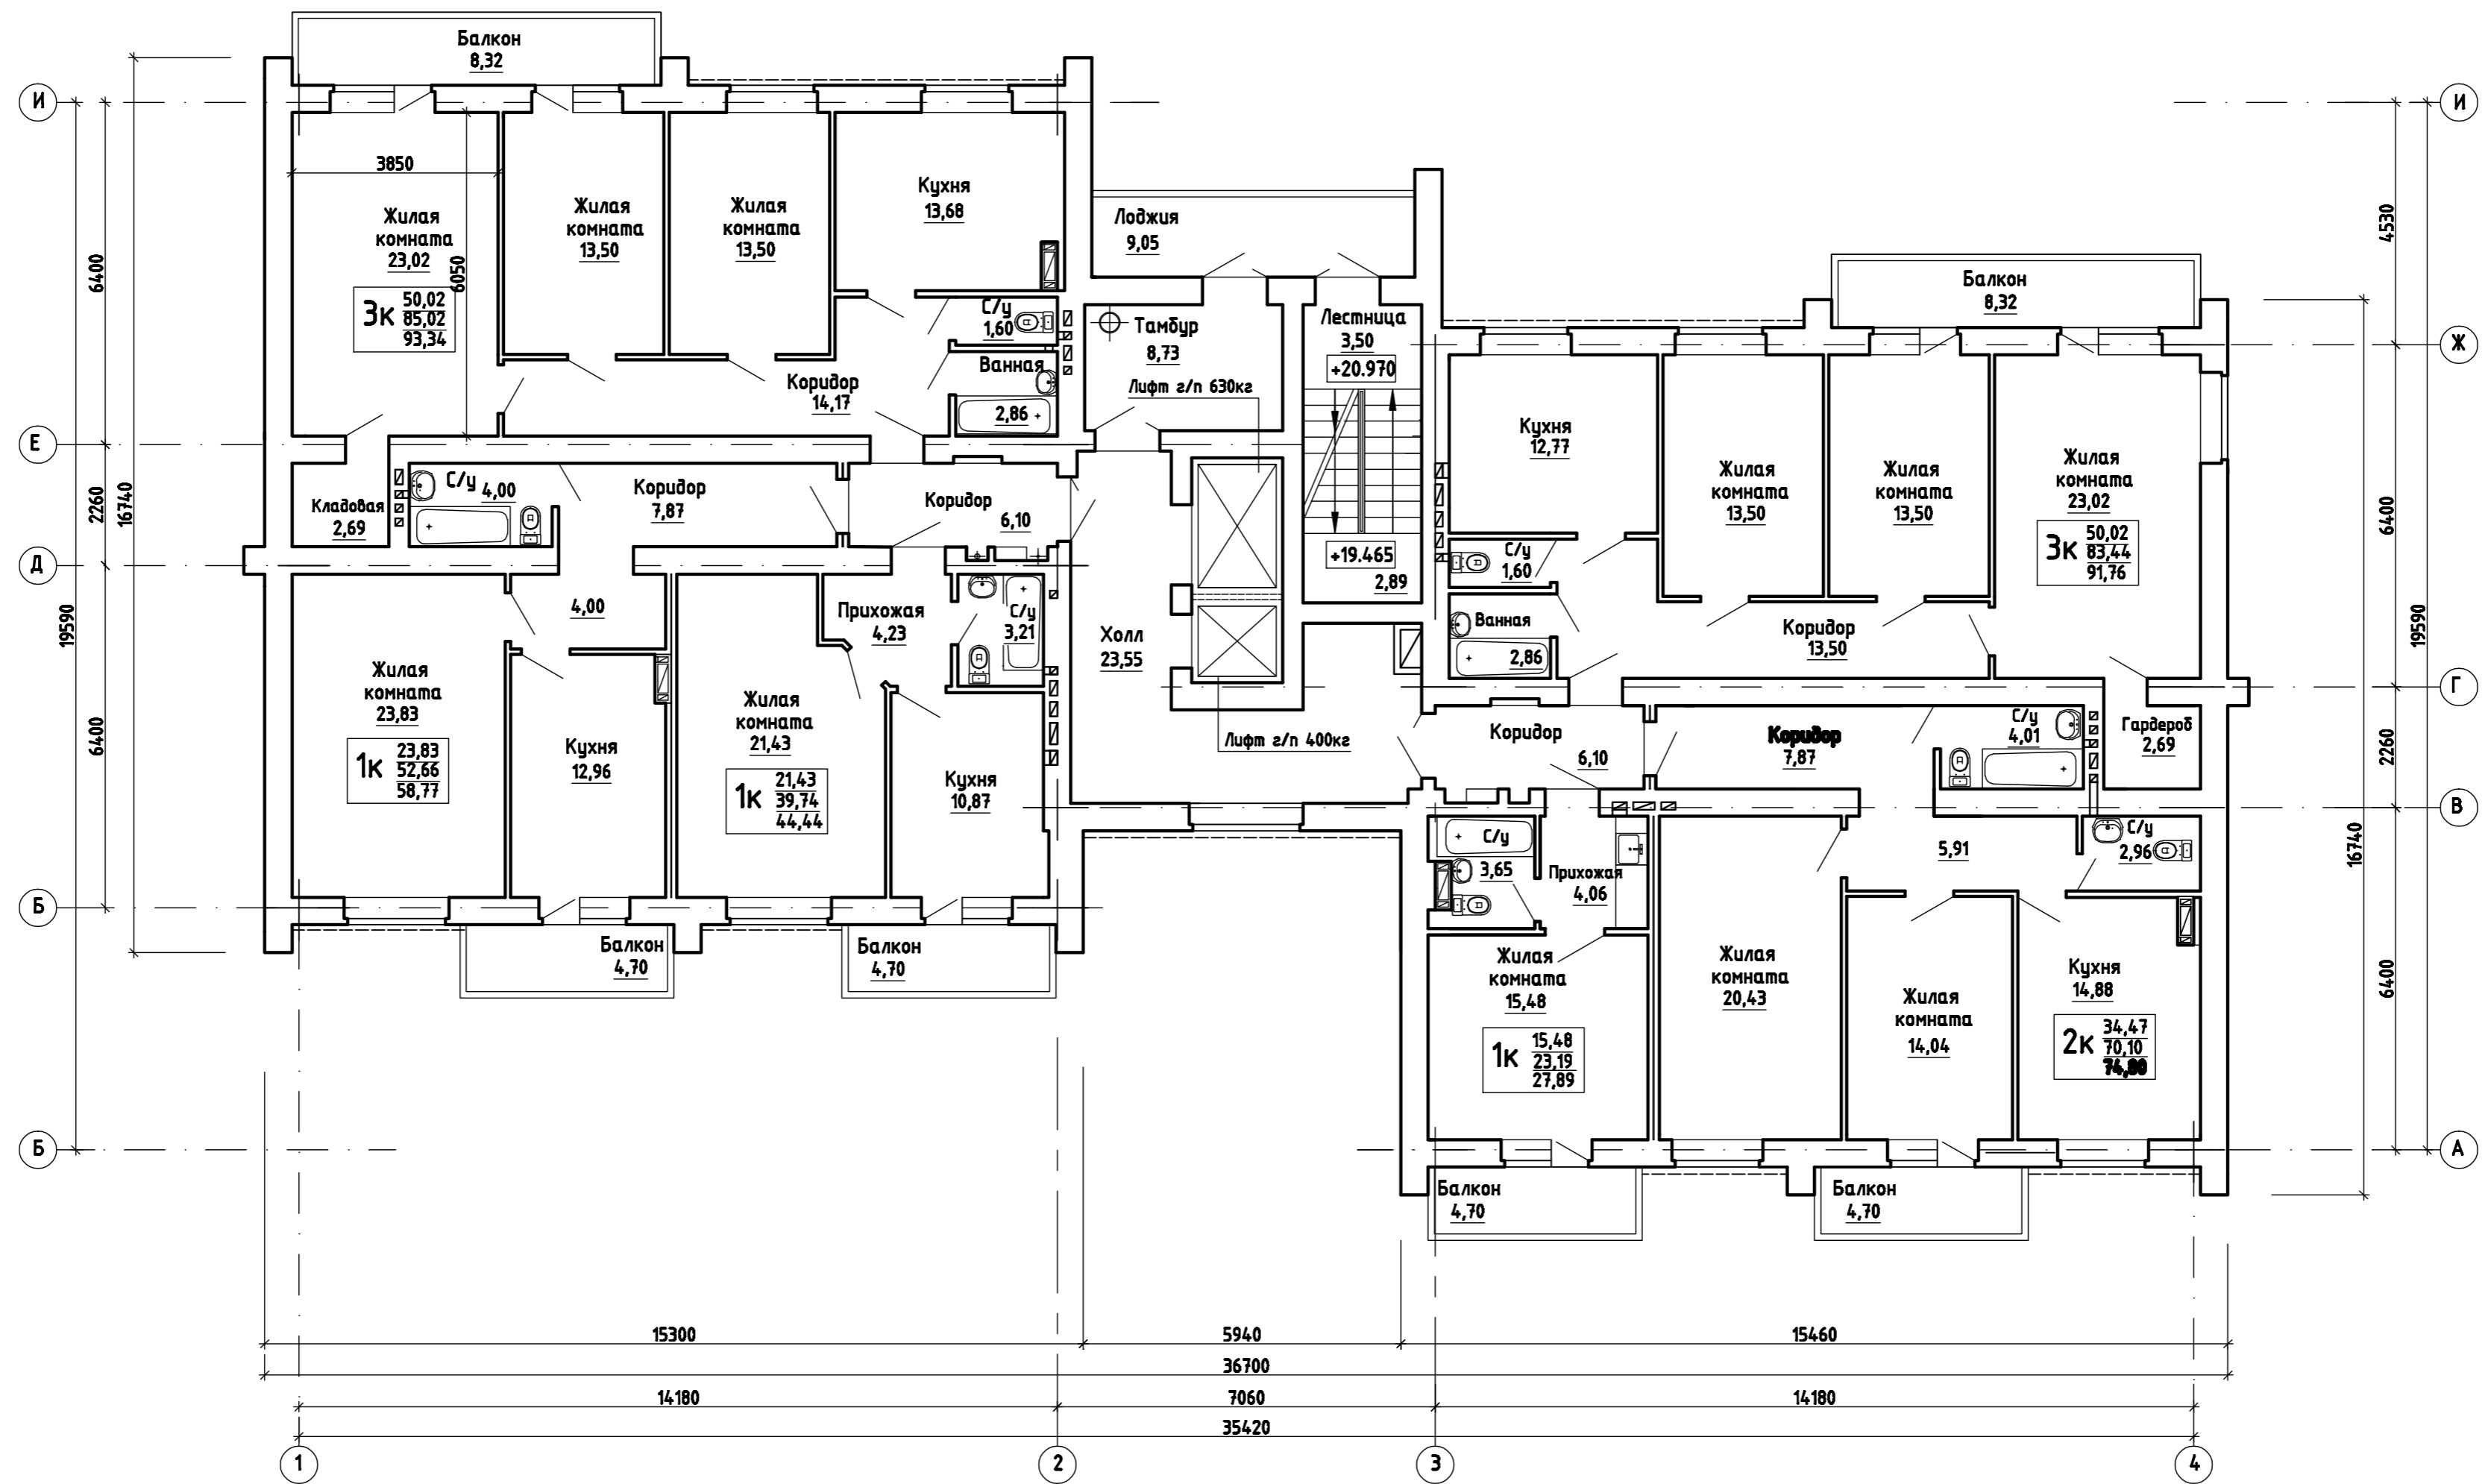 Балкон
8,32
И
И
3850
6050
Жилая
комната
23,02
3к
50,02
85,02
93,34
Жилая
комната
13,50
Жилая
комната
13,50
Кухня
13,68
С/у
1,60
Ванная
2,86
Коридор
14,17
Лоджия
9,05
Тамбур
8,73
Лифт г/п 630кг
Лестница
3,50
+20.970
+19.465
2,89
Балкон
8,32
Ж
Кухня
12,77
Жилая
комната
13,50
Жилая
комната
13,50
Жилая
комната
23,02
3к
50,02
83,44
91,76
С/у
1,60
Ванная
2,86
Коридор
13,50
Е
Кладовая
2,69
С/у
4,00
Коридор
7,87
Коридор
6,10
Д
4,00
Прихожая
4,23
С/у
3,21
Холл
23,55
Лифт г/п 400кг
Г
Жилая
комната
23,83
1к
23,83
52,66
58,77
Кухня
12,96
Жилая
комната
21,43
1к
21,43
39,74
44,44
Кухня
10,87
Коридор
6,10
Коридор
7,87
С/у
4,01
Гардероб
2,69
В
С/у
3,65
Прихожая
4,06
5,91
С/у
2,96
Б
Балкон
4,70
Балкон
4,70
Жилая
комната
15,48
1к
15,48
23,19
27,89
Жилая
комната
20,43
Жилая
комната
14,04
Кухня
14,88
2к
34,47
70,10
74,80
Б
А
Балкон
4,70
Балкон
4,70
6400
2260
6400
16740
19590
4530
6400
2260
6400
19590
16740
15300
5940
15460
36700
14180
7060
14180
35420
1
2
3
4